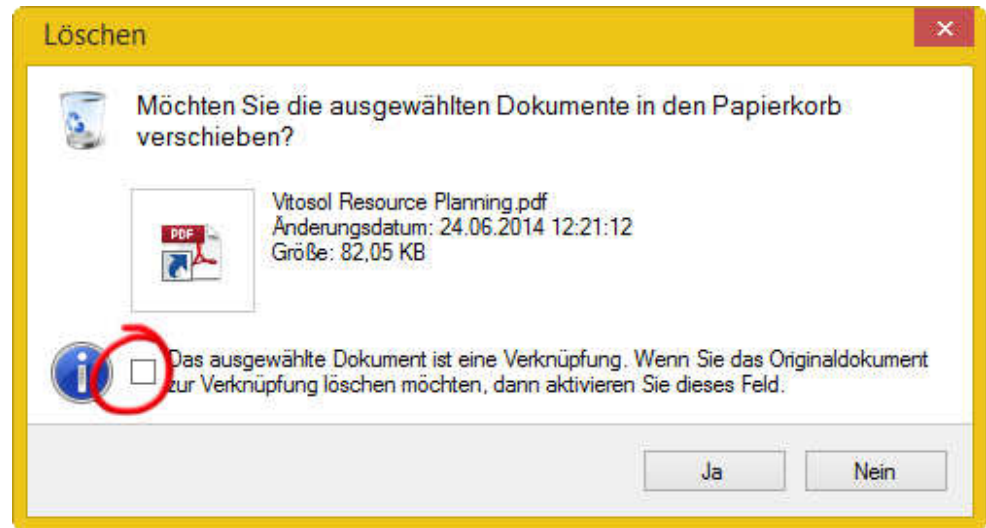 Löschen
Möchten Sie die ausgewählten Dokumente in den Papierkorb
verschieben?
PDF
Vitosol Resource Planning.pdf
Änderungsdatum: 24.06.2014 12:21:12
Größe: 82,05 KB
Das ausgewählte Dokument ist eine Verknüpfung. Wenn Sie das Originaldokument
zur Verknüpfung löschen möchten, dann aktivieren Sie dieses Feld.
Ja
Nein